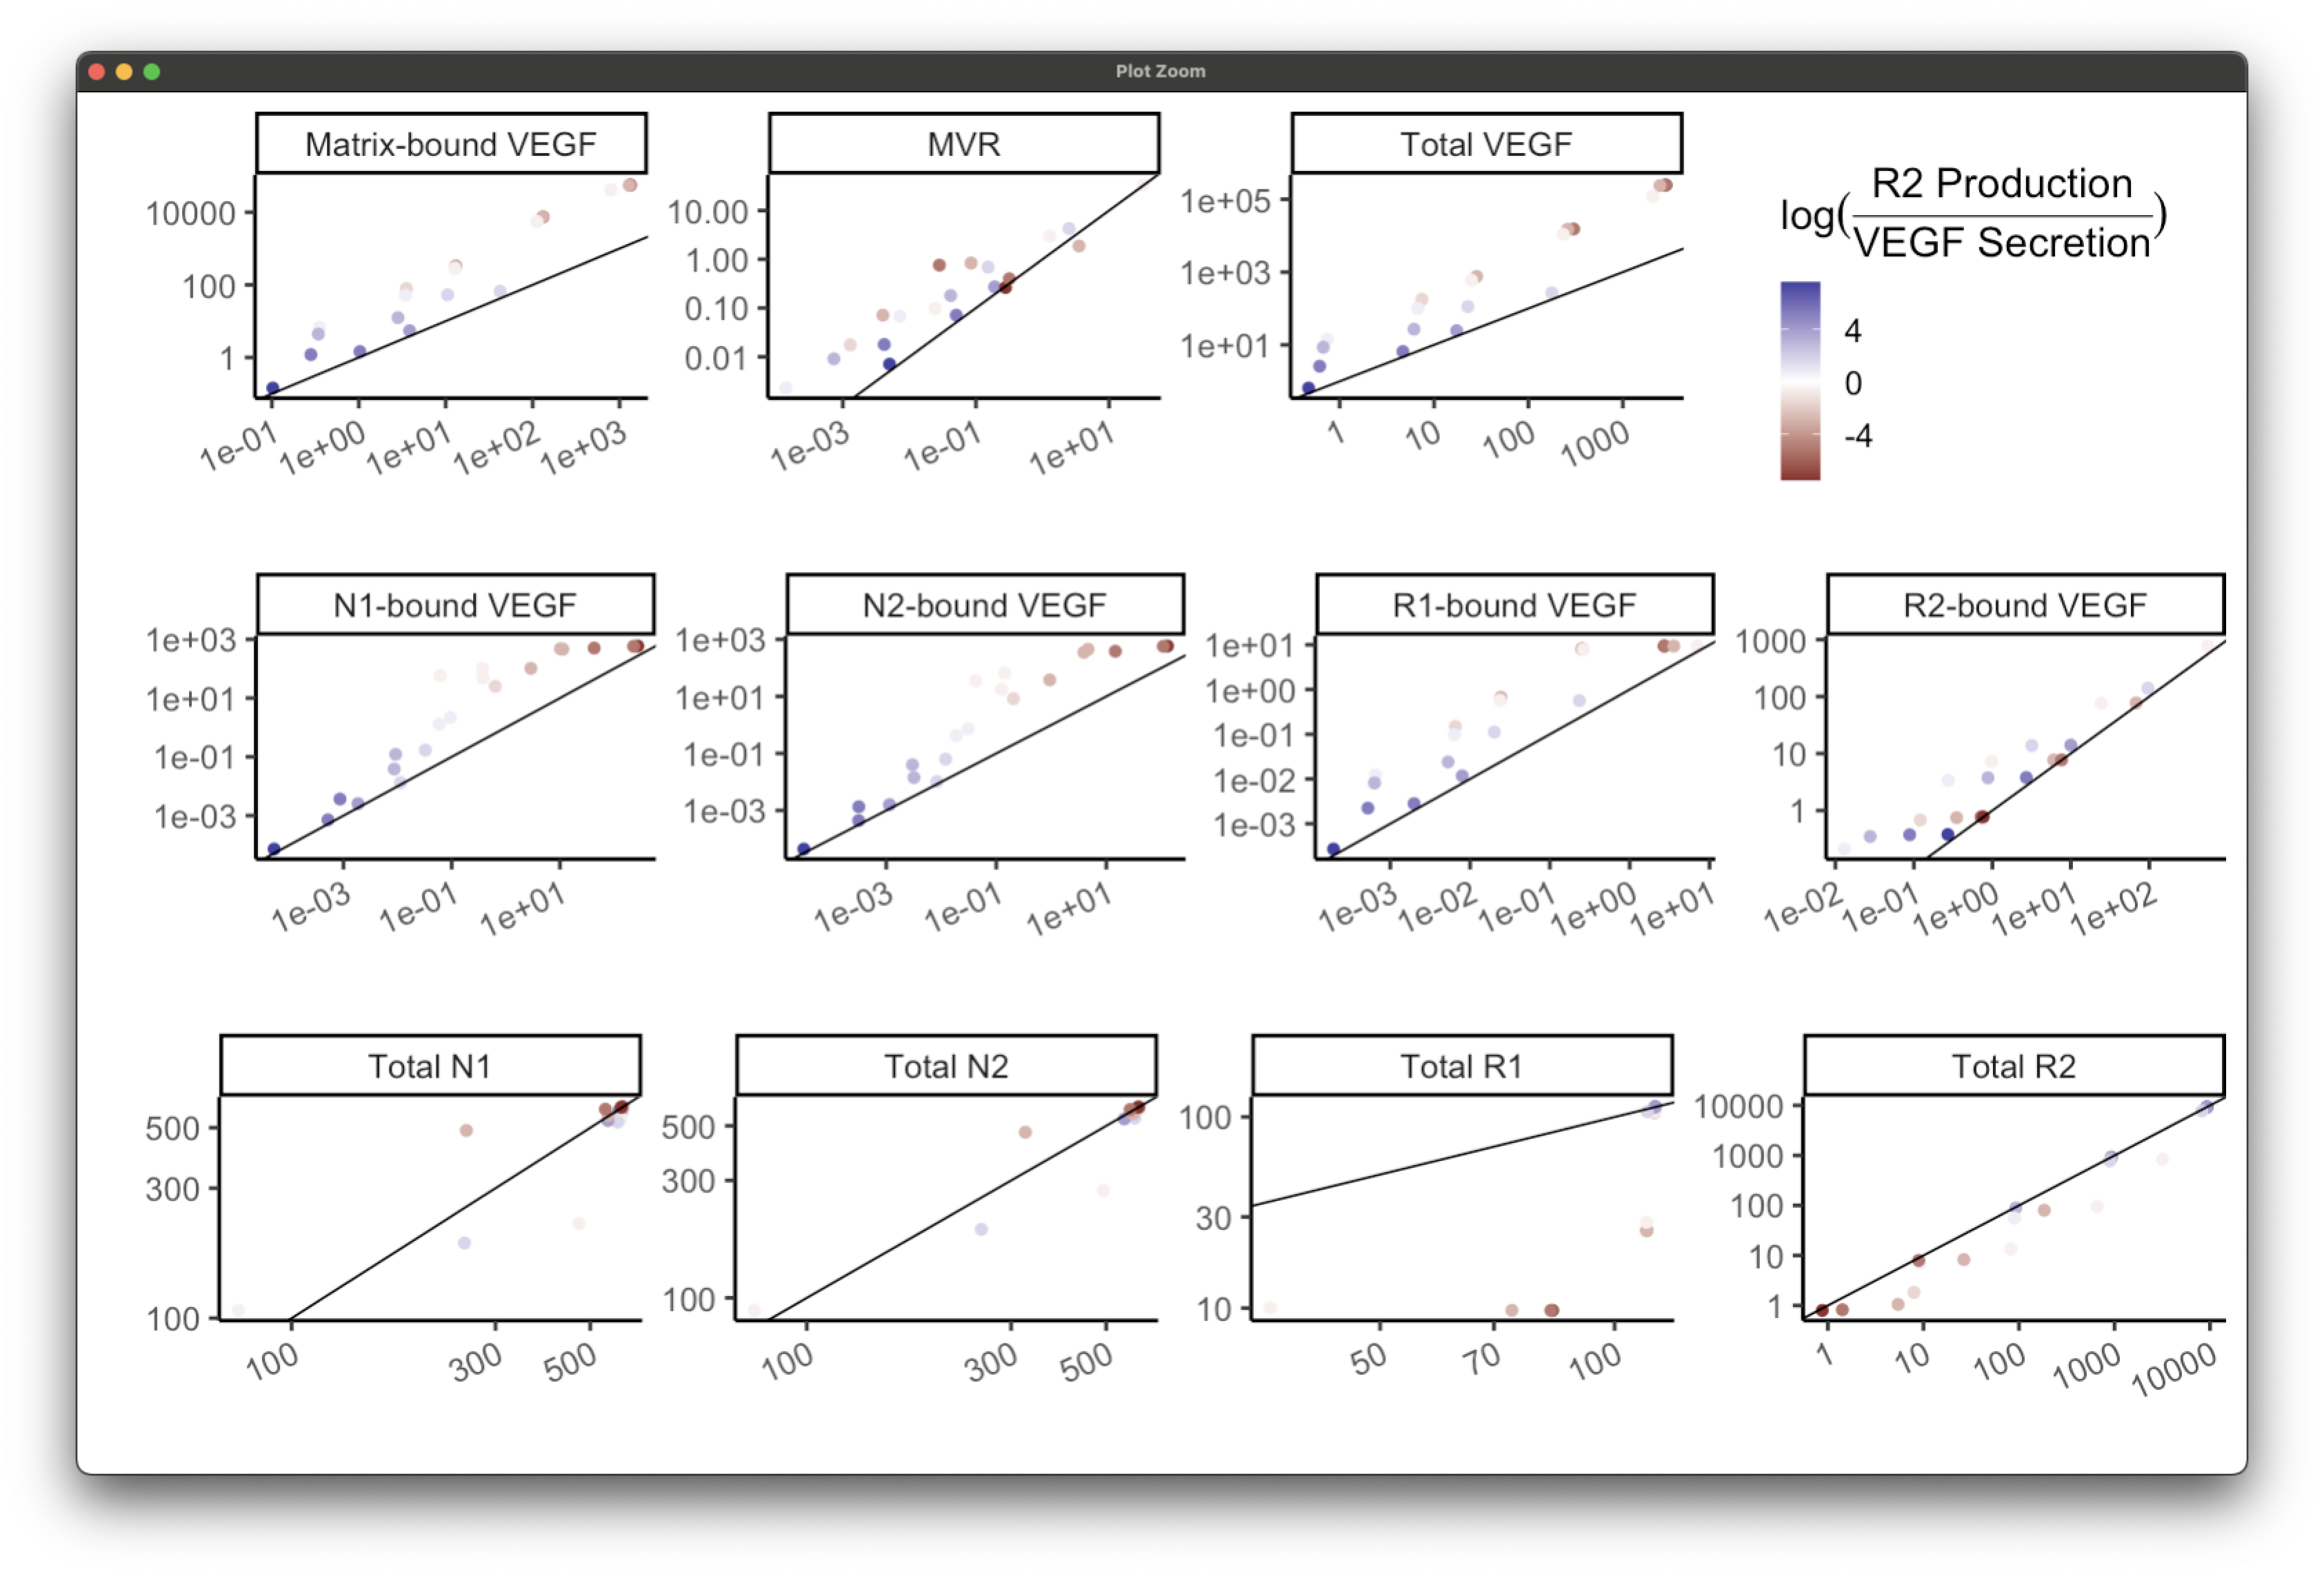 Plot Zoom
Matrix-bound VEGF
10000
100
1
1e-01 1e+00 1e+01 1e+02 1e+03
MVR
10.00
1.00
0.10
0.01
1e-03 1e-01 1e+01
Total VEGF
1e+05
1e+03
1e+01
1 10 100 1000
log(R2 Production
VEGF Secretion)
4
0
-4
N1-bound VEGF
1e+03
1e+01
1e-01
1e-03
1e-03 1e-01 1e+01
N2-bound VEGF
1e+03
1e+01
1e-01
1e-03
1e-03 1e-01 1e+01
R1-bound VEGF
1e+01
1e+00
1e-01
1e-02
1e-03
1e-03 1e-02 1e-01 1e+00 1e+01
R2-bound VEGF
1000
100
10
1
1e-02 1e-01 1e+00 1e+01 1e+02
Total N1
500
300
100
100 300 500
Total N2
500
300
100
100 300 500
Total R1
100
30
10
50 70 100
Total R2
10000
1000
100
10
1
1 10 100 1000 10000